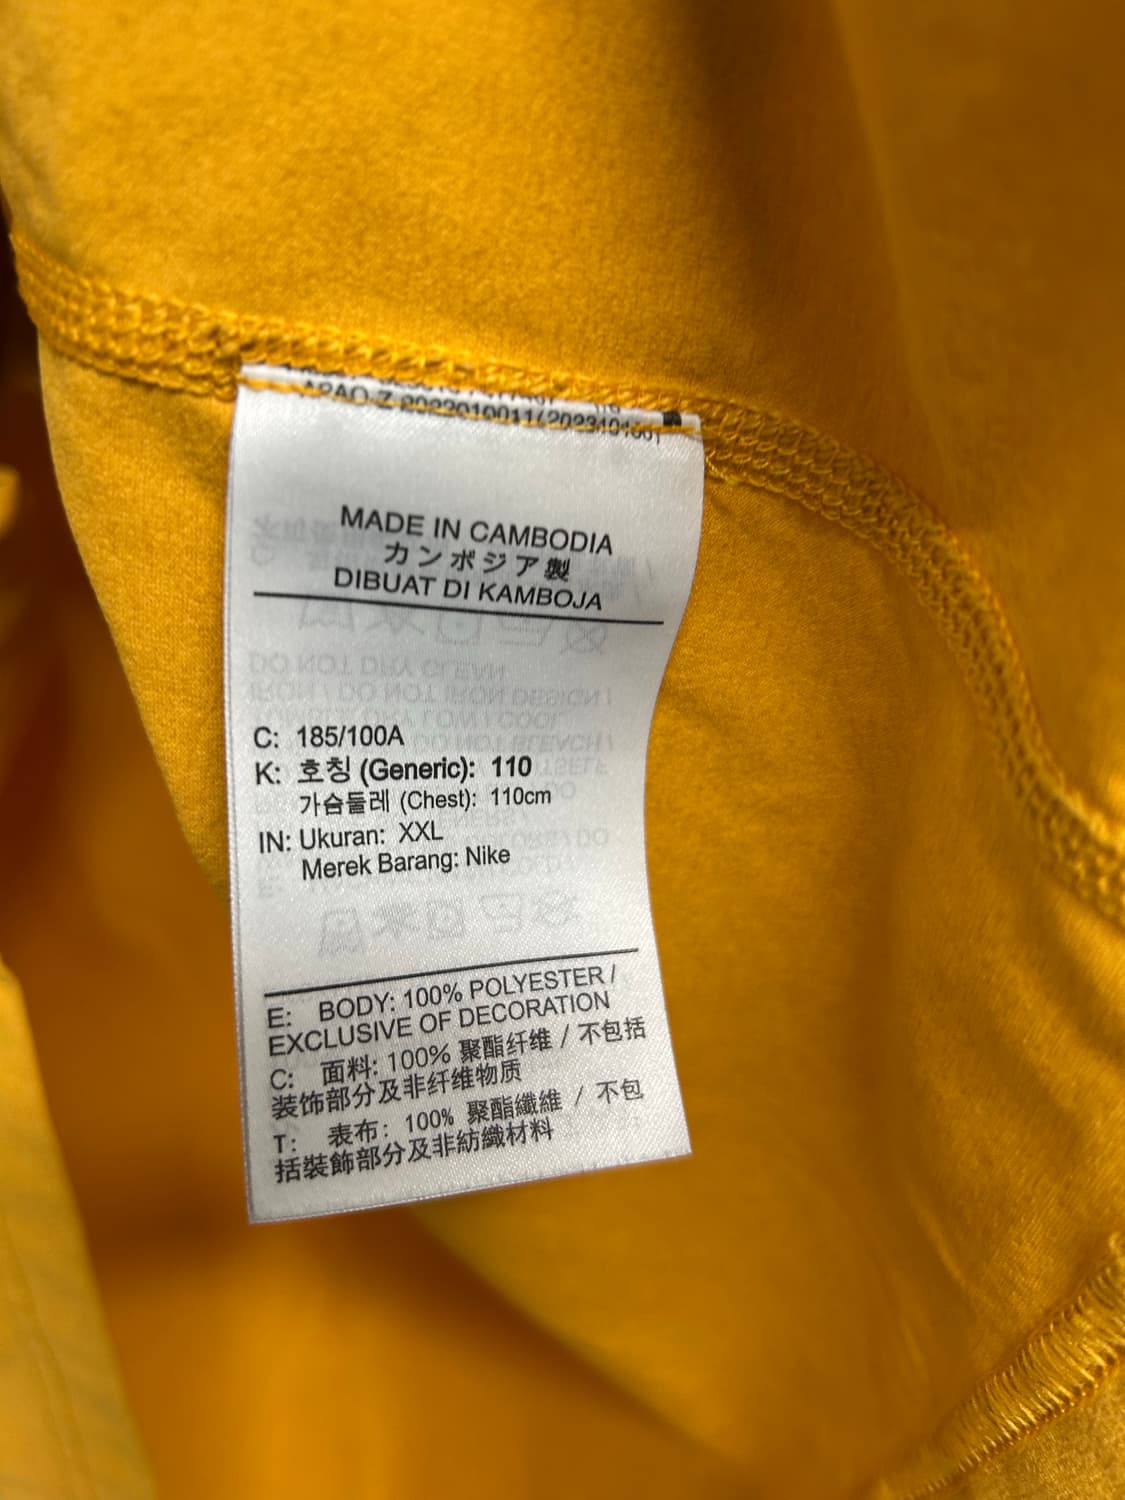 MADE IN CAMBODIA
カンボジア製
DIBUAT DI KAMBOJA
C: 185/100A
K: 호칭 (Generic): 110
가슴둘레 (Chest): 110cm
IN: Ukuran: XXL
Merek Barang: Nike
E: BODY: 100% POLYESTER /
EXCLUSIVE OF DECORATION
C: 面料: 100% 聚酯纤维 / 不包括
装饰部分及非纤维物质
T: 表布: 100% 聚酯纖維 / 不包
括裝飾部分及非紡織材料